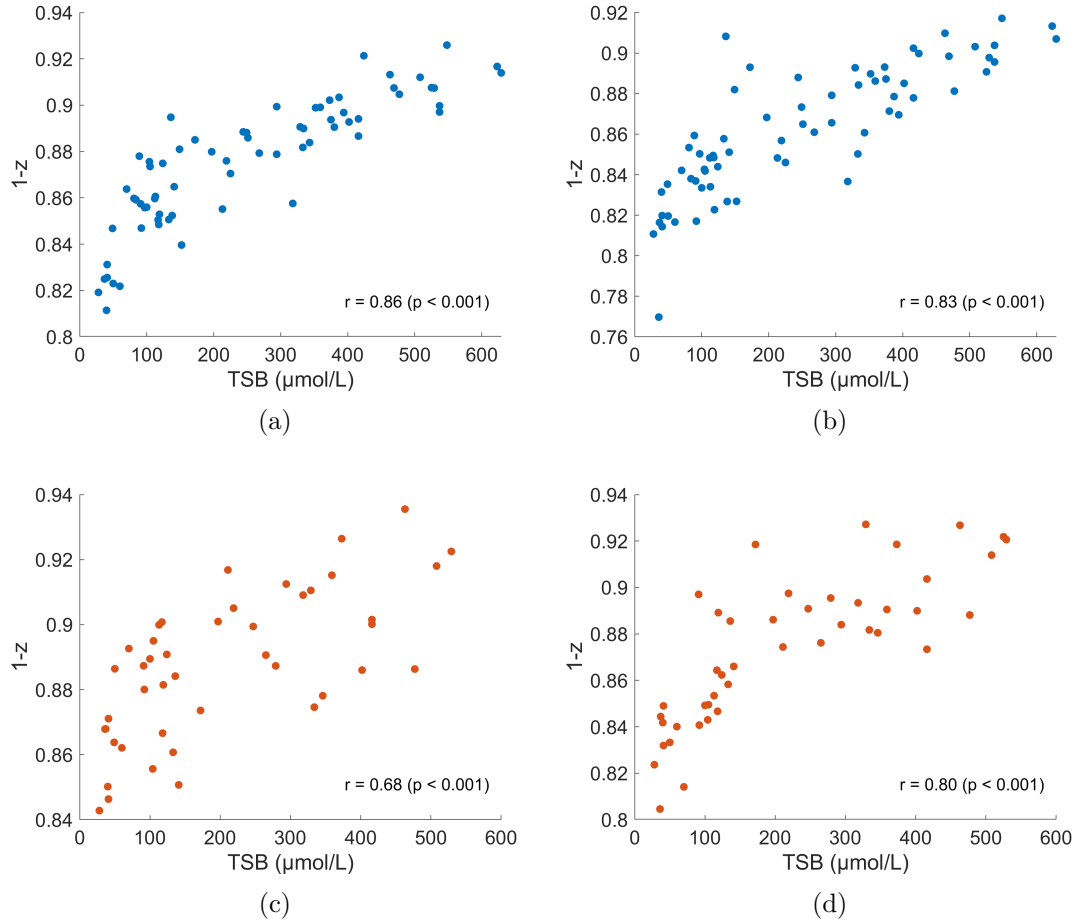 0.94
0.92
0.9
0.88
0.86
0.84
0.82
0.8
1-z
r = 0.86 (p < 0.001)
0 100 200 300 400 500 600
TSB (μmol/L)
(a)
0.92
0.9
0.88
0.86
0.84
0.82
0.8
0.78
0.76
1-z
r = 0.83 (p < 0.001)
0 100 200 300 400 500 600
TSB (μmol/L)
(b)
0.94
0.92
0.9
0.88
0.86
0.84
1-z
r = 0.68 (p < 0.001)
0 100 200 300 400 500 600
TSB (μmol/L)
(c)
0.94
0.92
0.9
0.88
0.86
0.84
0.82
0.8
1-z
r = 0.80 (p < 0.001)
0 100 200 300 400 500 600
TSB (μmol/L)
(d)